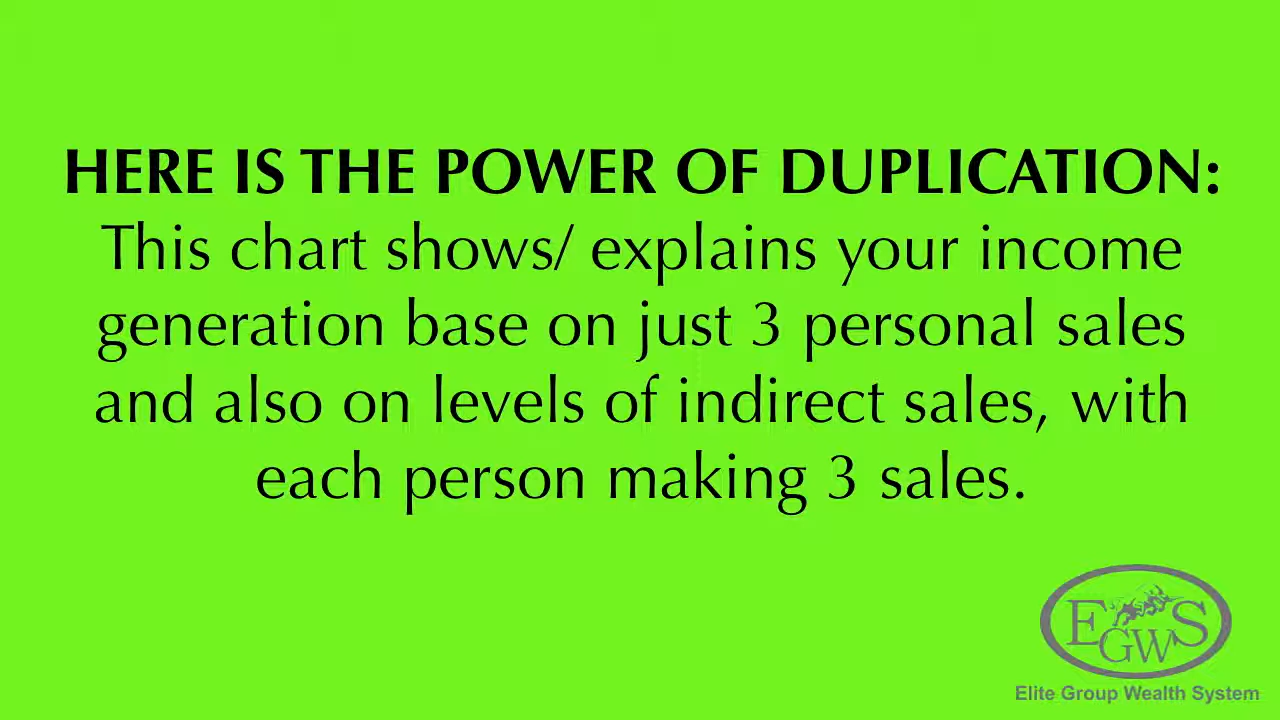 HERE IS THE POWER OF DUPLICATION:
This chart shows/ explains your income
generation base on just 3 personal sales
and also on levels of indirect sales, with
each person making 3 sales.
EGWS
Elite Group Wealth System